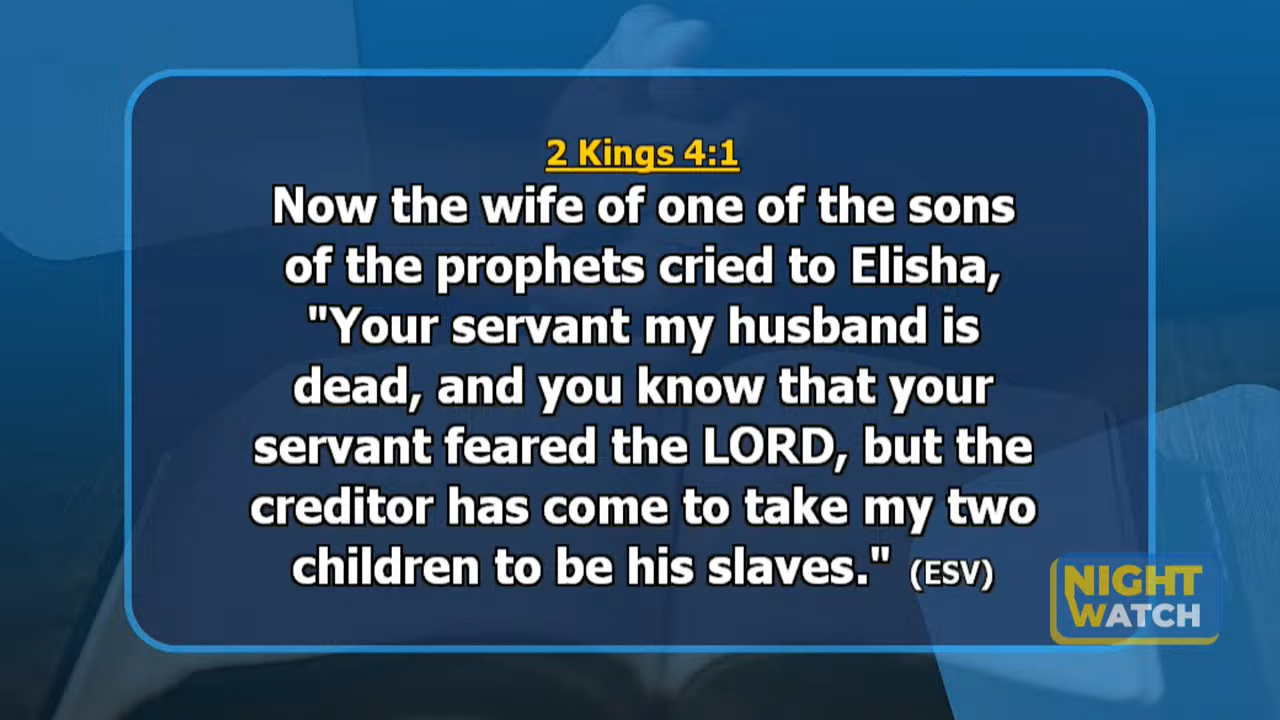 2 Kings 4:1
Now the wife of one of the sons
of the prophets cried to Elisha,
"Your servant my husband is
dead, and you know that your
servant feared the LORD, but the
creditor has come to take my two
children to be his slaves." (ESV)
NIGHT
WATCH